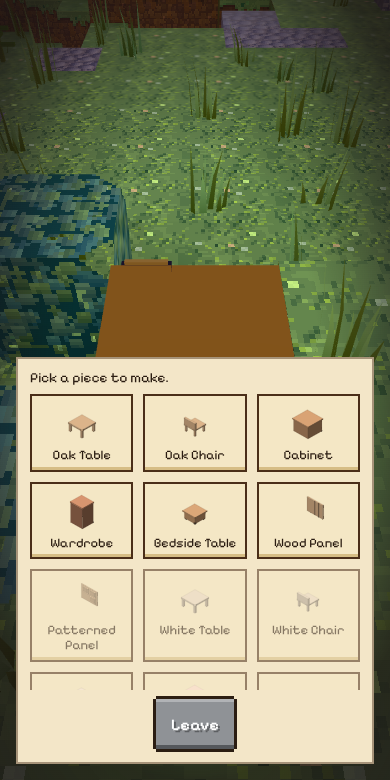 Pick a piece to make.
Oak Table
Oak Chair
Cabinet
Wardrobe
Bedside Table
Wood Panel
Patterned
Panel
White Table
White Chair
Leave